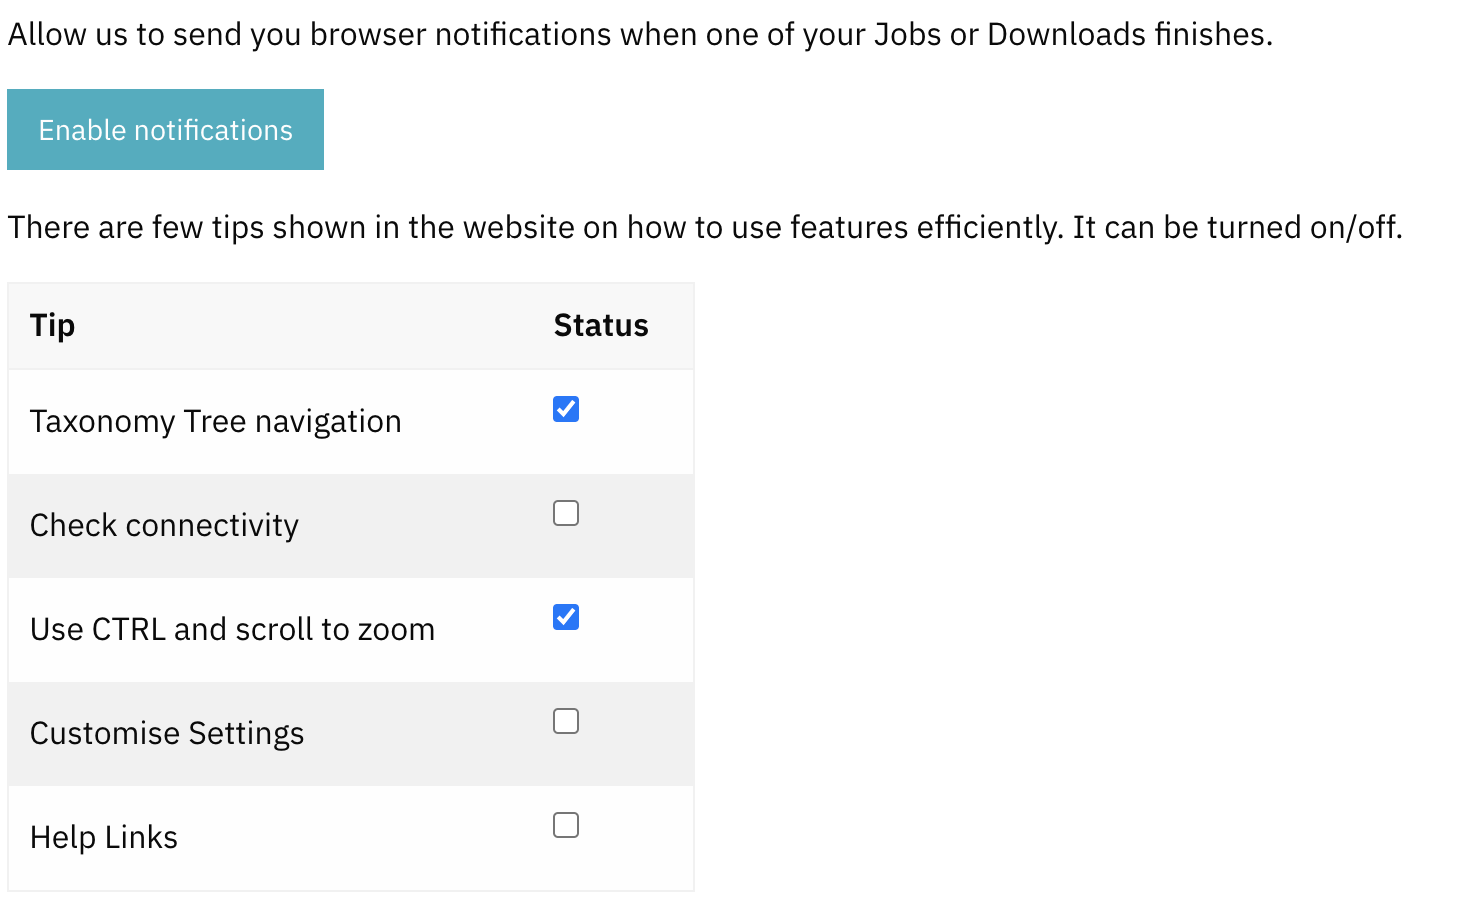 Allow us to send you browser notifications when one of your Jobs or Downloads finishes.
Enable notifications
There are few tips shown in the website on how to use features efficiently. It can be turned on/off.
Tip Status
Taxonomy Tree navigation
Check connectivity
Use CTRL and scroll to zoom
Customise Settings
Help Links